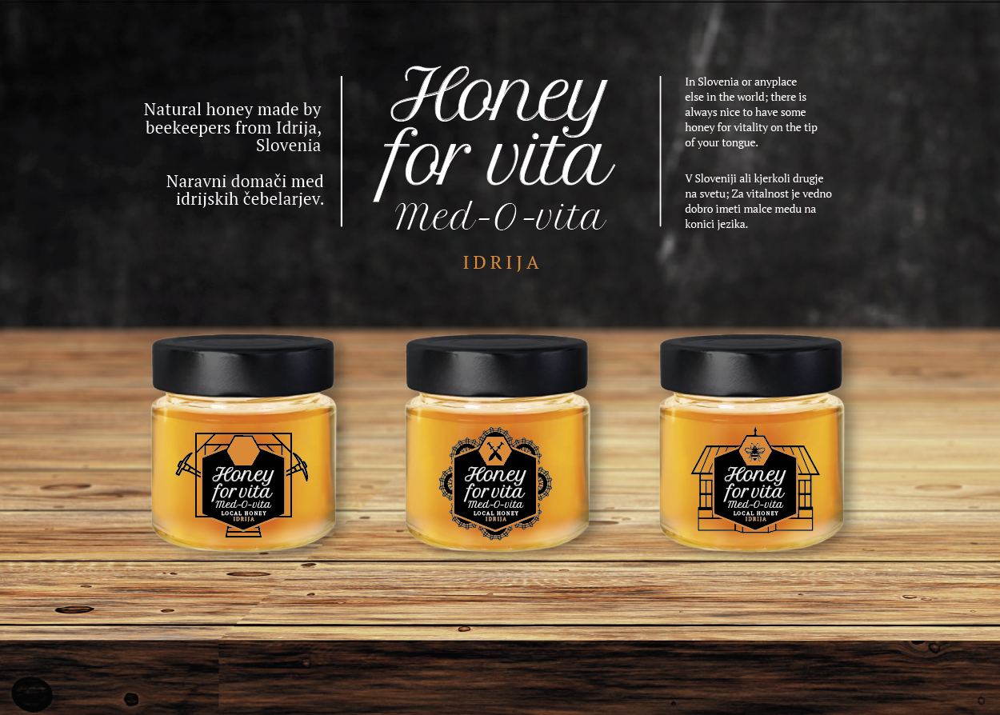 Natural honey made by
beekeepers from Idrija,
Slovenia
Naravni domači med
idrijskih čebelarjev.
Honey
for vita
Med-O-vita
IDRIJA
In Slovenia or anyplace
else in the world; there is
always nice to have some
honey for vitality on the tip
of your tongue.
V Sloveniji ali kjerkoli drugje
na svetu; Za vitalnost je vedno
dobro imeti malce medu na
konici jezika.
Honey
for vita
Med-O-vita
LOCAL HONEY
IDRIJA
Honey
for vita
Med-O-vita
LOCAL HONEY
IDRIJA
Honey
for vita
Med-O-vita
LOCAL HONEY
IDRIJA